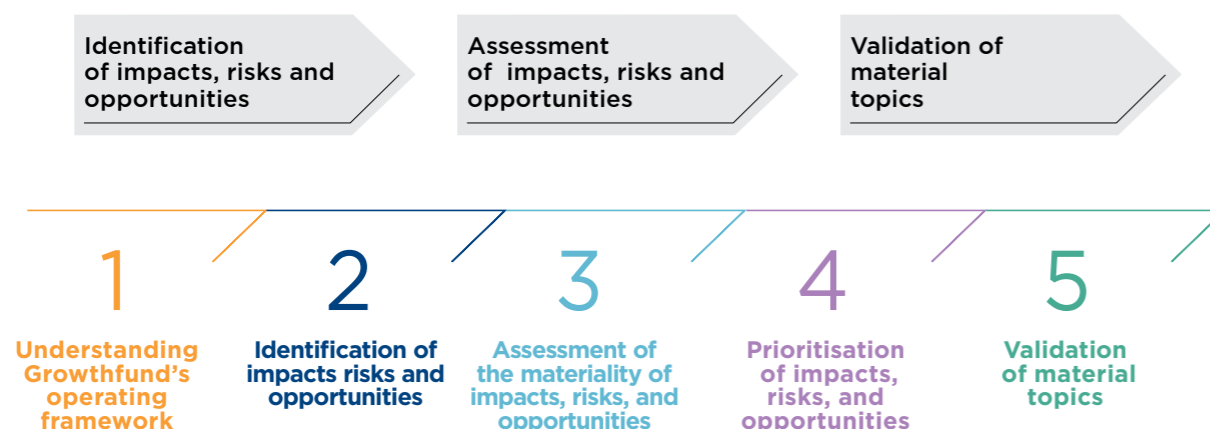 Identification
of impacts, risks and
opportunities
Assessment
of  impacts, risks and
opportunities
Validation of
material
topics
1
Understanding
Growthfund's
operating
framework
2
Identification of
impacts risks and
opportunities
3
Assessment of
the materiality of
impacts, risks, and
opportunities
4
Prioritisation
of impacts,
risks, and
opportunities
5
Validation
of material
topics